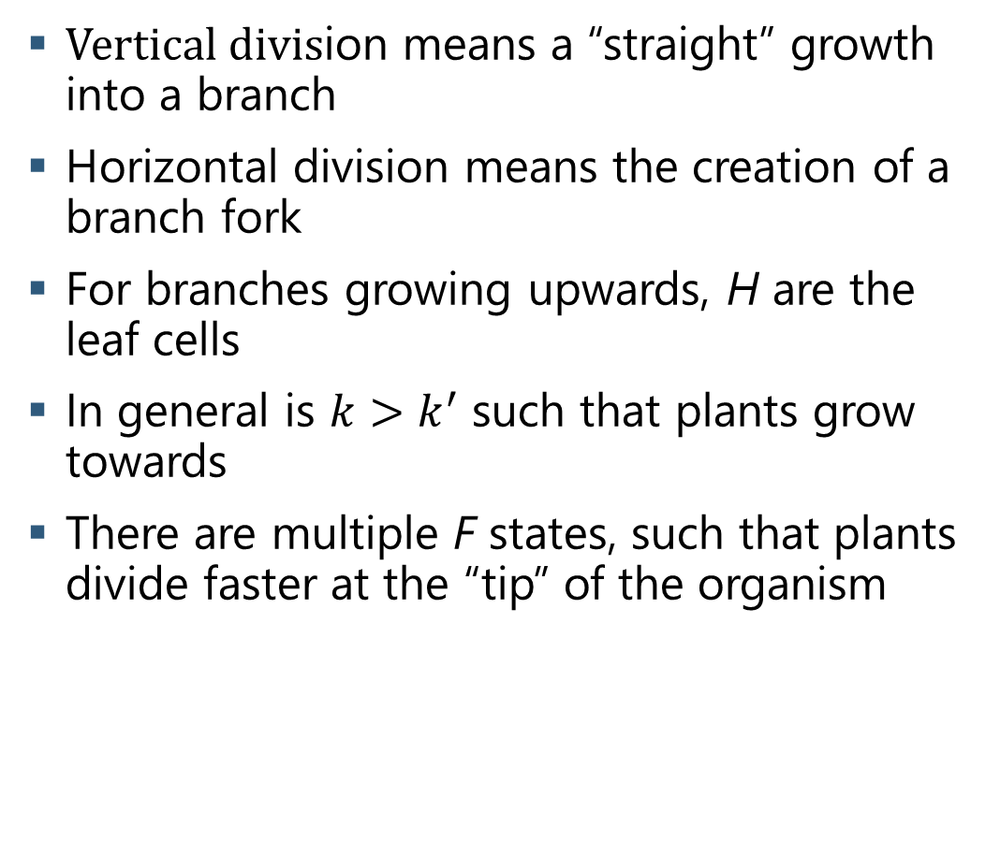 ▪ Vertical division means a “straight” growth
into a branch
▪ Horizontal division means the creation of a
branch fork
▪ For branches growing upwards, H are the
leaf cells
▪ In general is k > k′ such that plants grow
towards
▪ There are multiple F states, such that plants
divide faster at the “tip” of the organism